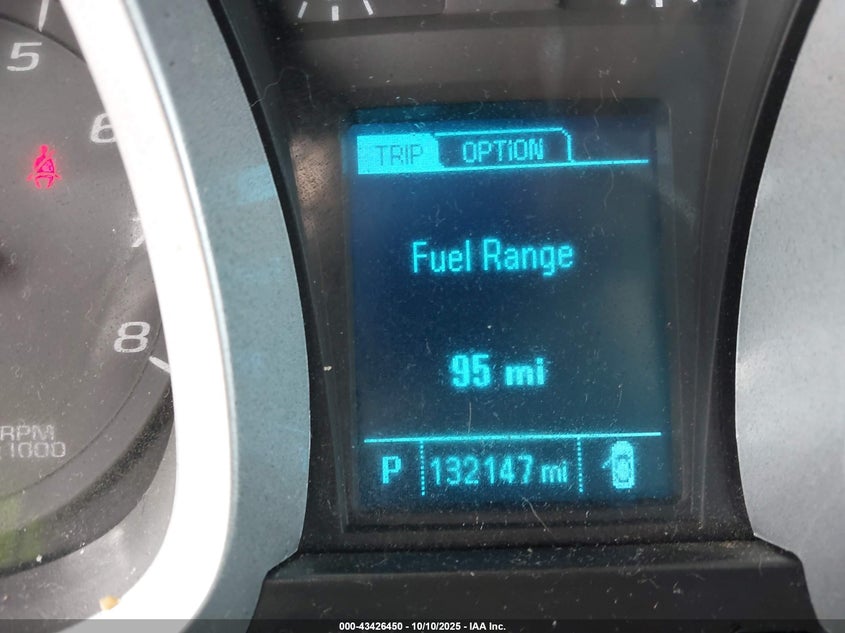 5
6
7
8
RPM
1000
TRIP OPTION
Fuel Range
95 mi
P 132147 mi
000-43426450 - 10/10/2025 - IAA Inc.